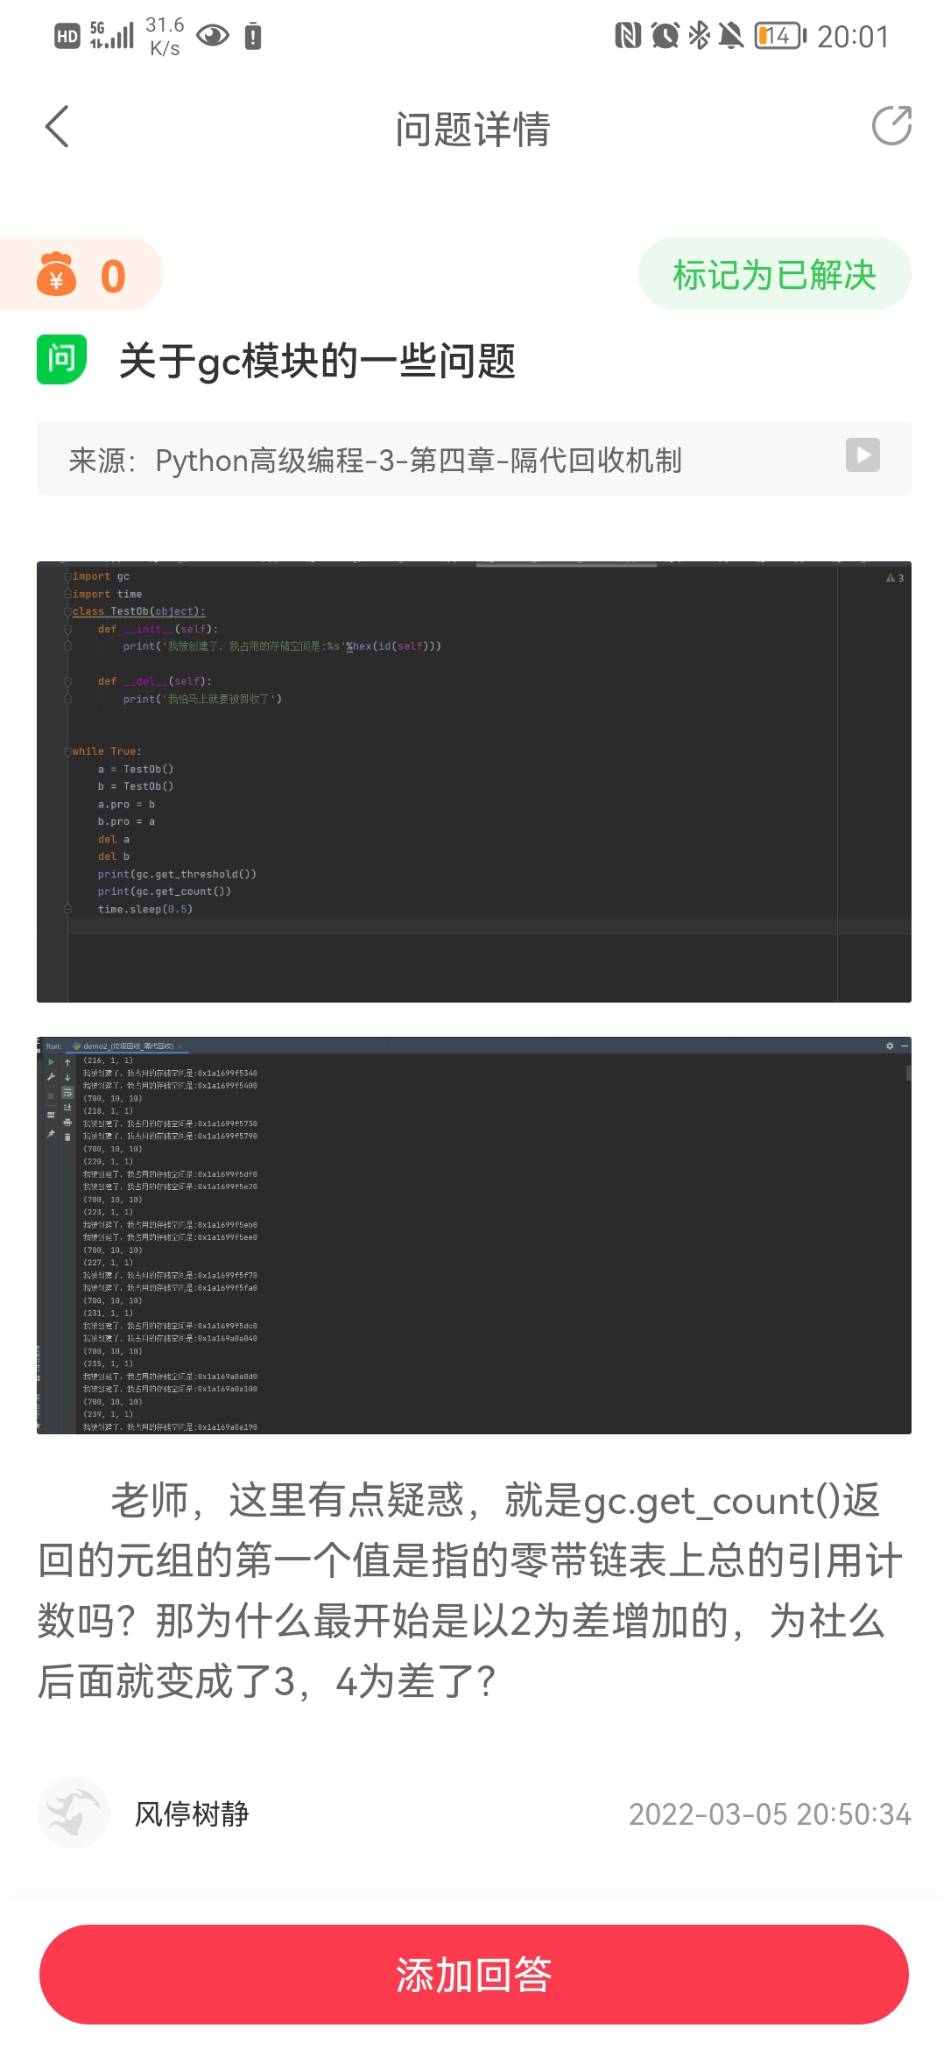 HD 5G 31.6 K/s 14 20:01
问题详情
¥ 0 标记为已解决
问 关于gc模块的一些问题
来源：Python高级编程-3-第四章-隔代回收机制
import gc
3
import time
class TestOb(object):
def __init__(self):
print('我被创建了，我占用的存储空间是:%s'%hex(id(self)))
def __del__(self):
print('我怕马上就要被回收了')
while True:
a = TestOb()
b = TestOb()
a.pro = b
b.pro = a
del a
del b
print(gc.get_threshold())
print(gc.get_count())
time.sleep(0.5)
Run: demo2_(垃圾回收_隔代回收)
(216, 1, 1)
我被创建了，我占用的存储空间是:0x1a1699f5340
我被创建了，我占用的存储空间是:0x1a1699f5400
(700, 10, 10)
(218, 1, 1)
我被创建了，我占用的存储空间是:0x1a1699f5730
我被创建了，我占用的存储空间是:0x1a1699f5790
(700, 10, 10)
(220, 1, 1)
我被创建了，我占用的存储空间是:0x1a1699f5df0
我被创建了，我占用的存储空间是:0x1a1699f5e20
(700, 10, 10)
(223, 1, 1)
我被创建了，我占用的存储空间是:0x1a1699f5eb0
我被创建了，我占用的存储空间是:0x1a1699f5ee0
(700, 10, 10)
(227, 1, 1)
我被创建了，我占用的存储空间是:0x1a1699f5f70
我被创建了，我占用的存储空间是:0x1a1699f5fa0
(700, 10, 10)
(231, 1, 1)
我被创建了，我占用的存储空间是:0x1a1699f5dc0
我被创建了，我占用的存储空间是:0x1a169a0a040
(700, 10, 10)
(235, 1, 1)
我被创建了，我占用的存储空间是:0x1a169a0a0d0
我被创建了，我占用的存储空间是:0x1a169a0a100
(700, 10, 10)
(239, 1, 1)
我被创建了，我占用的存储空间是:0x1a169a0a190
老师，这里有点疑惑，就是gc.get_count()返
回的元组的第一个值是指的零带链表上总的引用计
数吗？那为什么最开始是以2为差增加的，为社么
后面就变成了3，4为差了？
风停树静 2022-03-05 20:50:34
添加回答